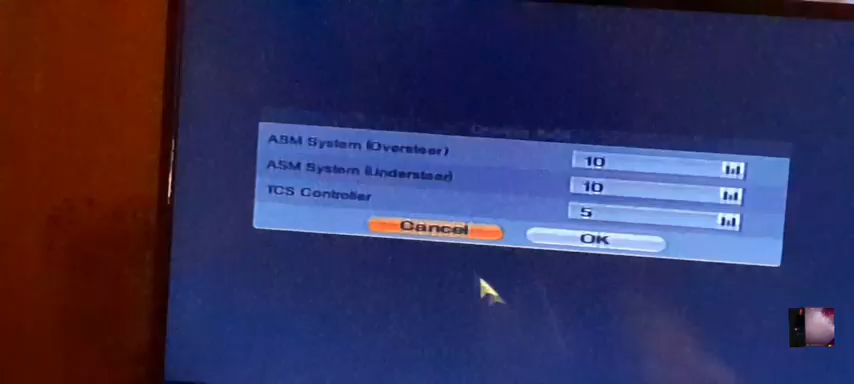 ASM System (Oversteer)
10
ASM System (Understeer)
10
TCS Controller
5
Cancel
OK